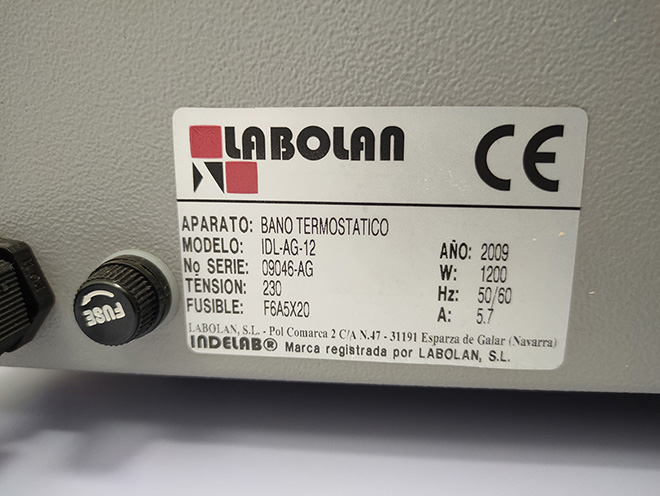 LABOLAN
CE
APARATO: BANO TERMOSTATICO
MODELO: IDL-AG-12
No SERIE: 09046-AG
TENSION: 230
FUSIBLE: F6A5X20
AÑO: 2009
W: 1200
Hz: 50/60
A: 5.7
LABOLAN, S.L. - Pol Comarca 2 C/A N.47 - 31191 Esparza de Galar (Navarra)
INDELAB® Marca registrada por LABOLAN, S.L.
FUSE